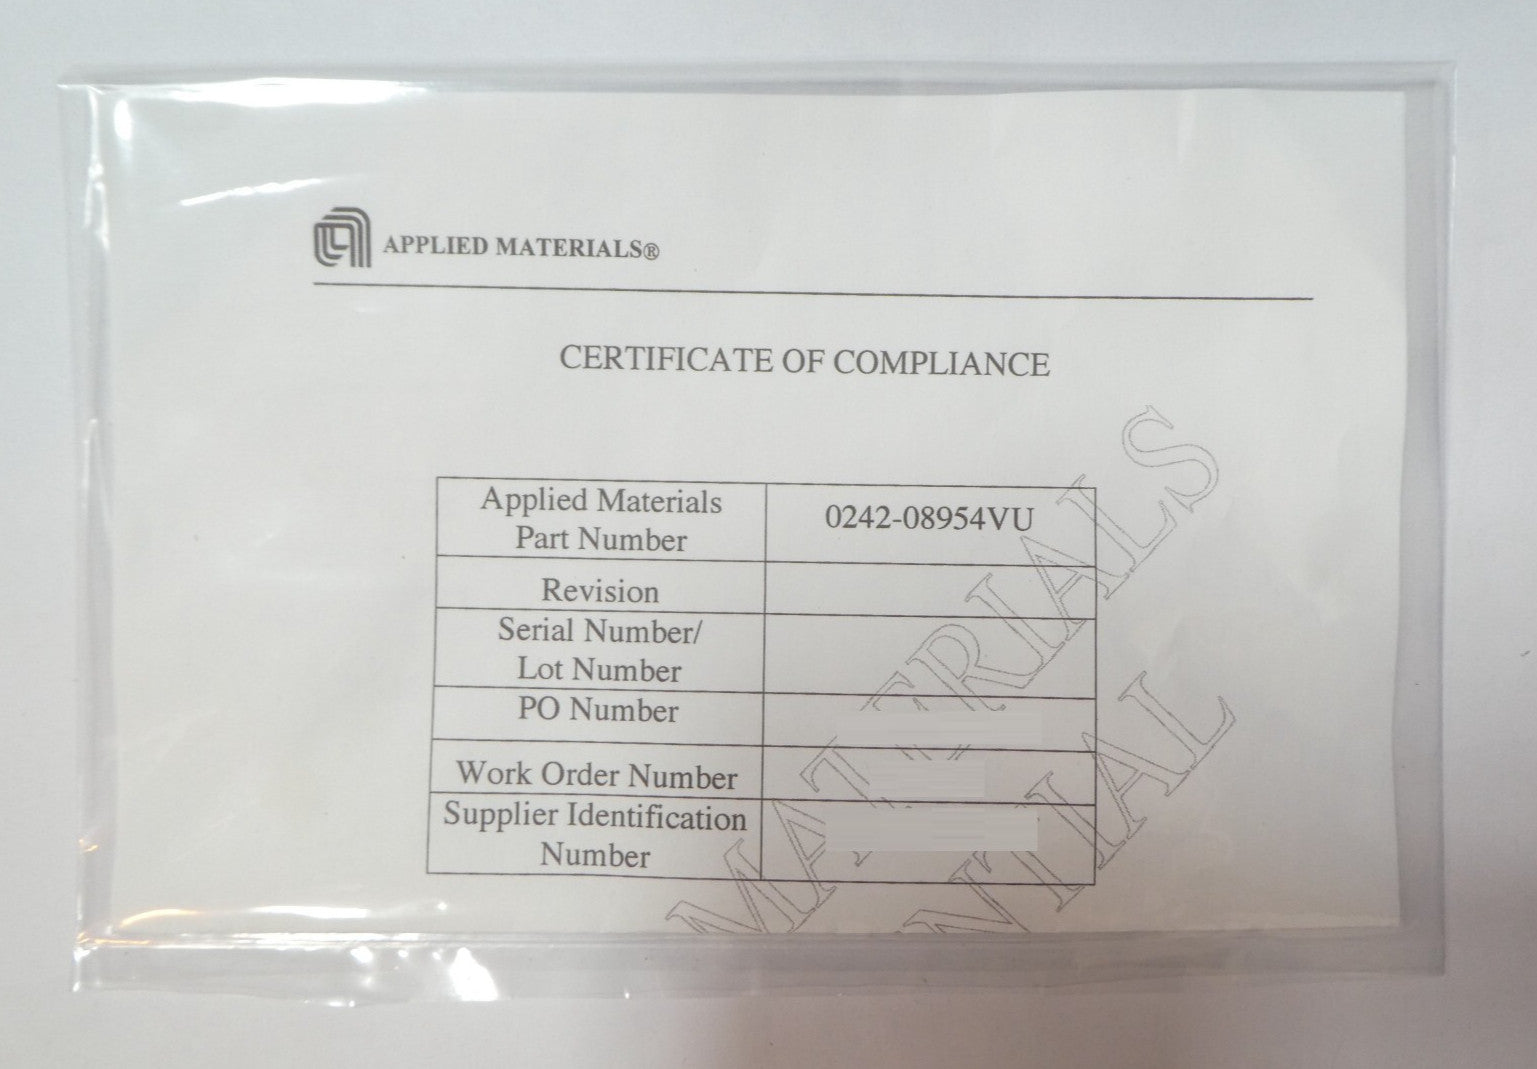 APPLIED MATERIALS®
CERTIFICATE OF COMPLIANCE
Applied Materials
Part Number
0242-08954VU
Revision
Serial Number/
Lot Number
PO Number
Work Order Number
Supplier Identification
Number
MATERIALS
NTIAL